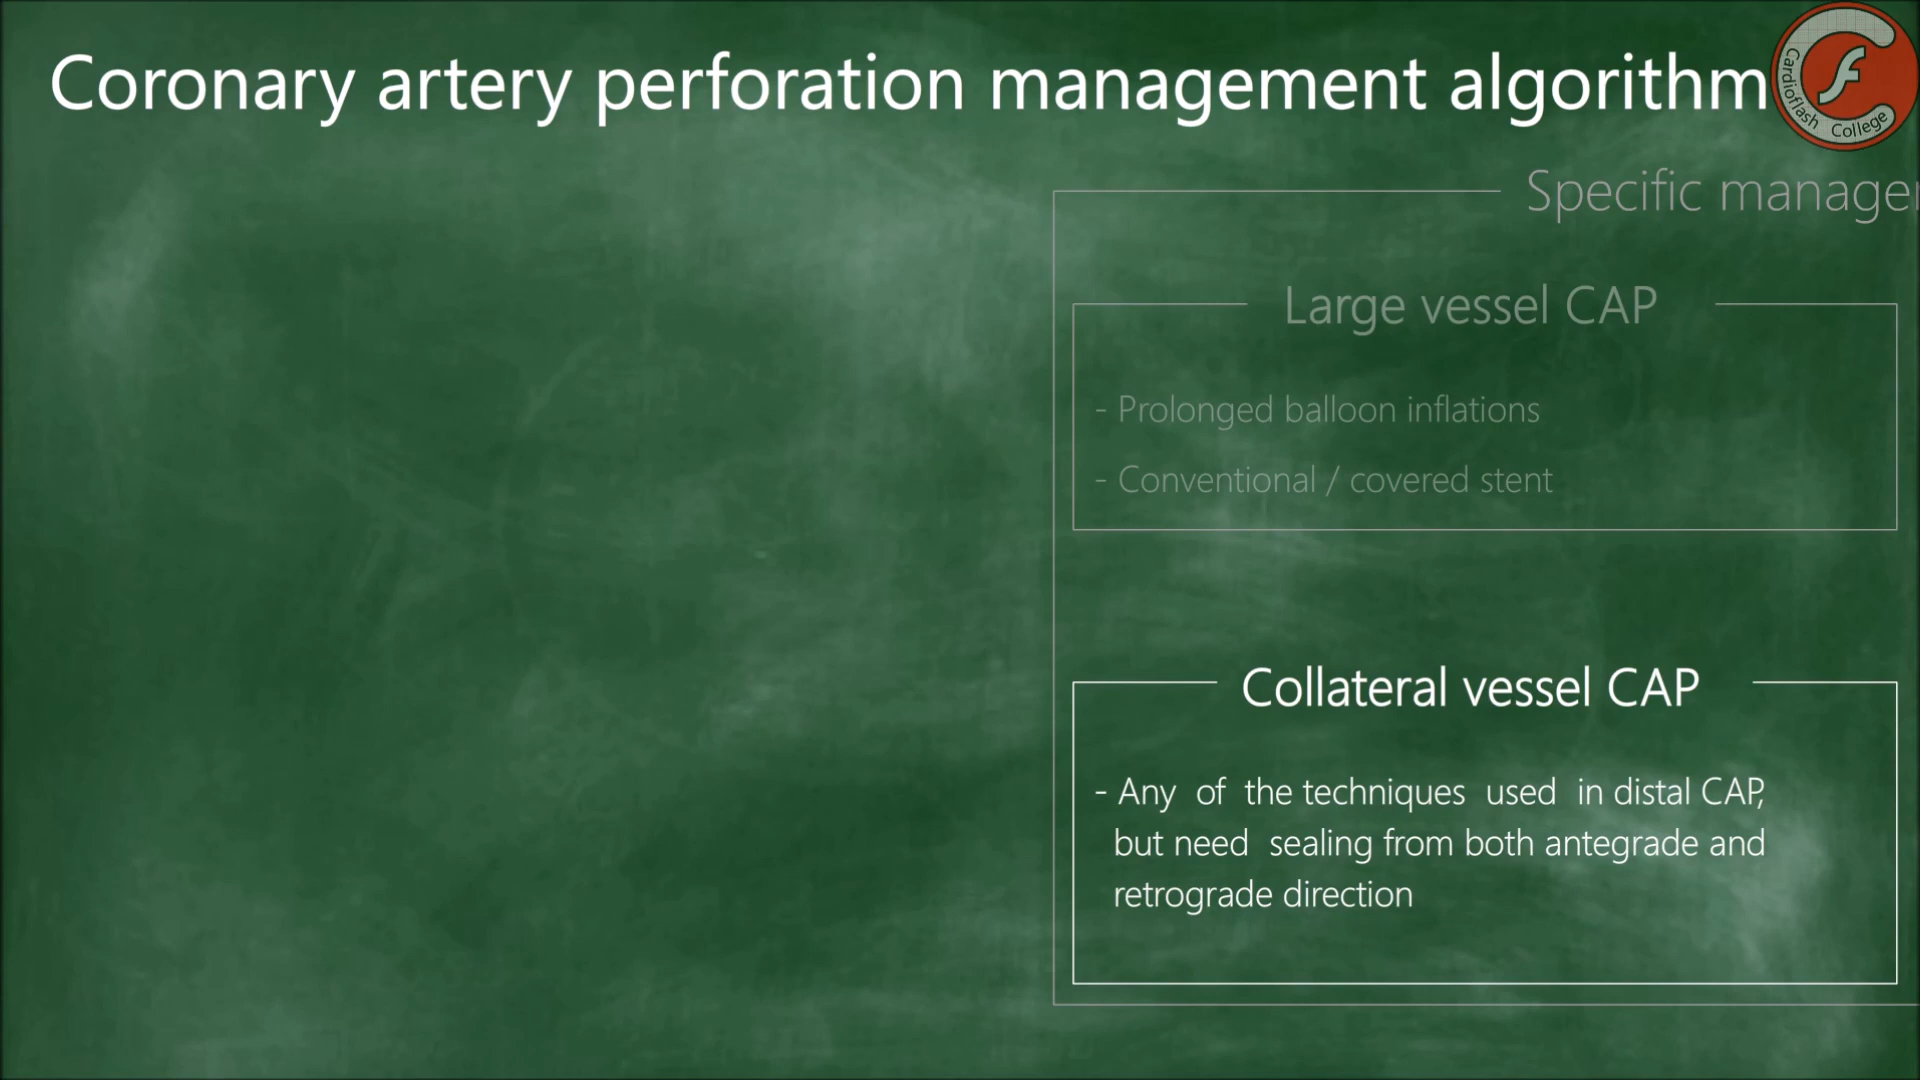 Coronary artery perforation management algorithm
Cardioflash College
Specific manage
Large vessel CAP
- Prolonged balloon inflations
- Conventional / covered stent
Collateral vessel CAP
- Any of the techniques used in distal CAP,
but need sealing from both antegrade and
retrograde direction